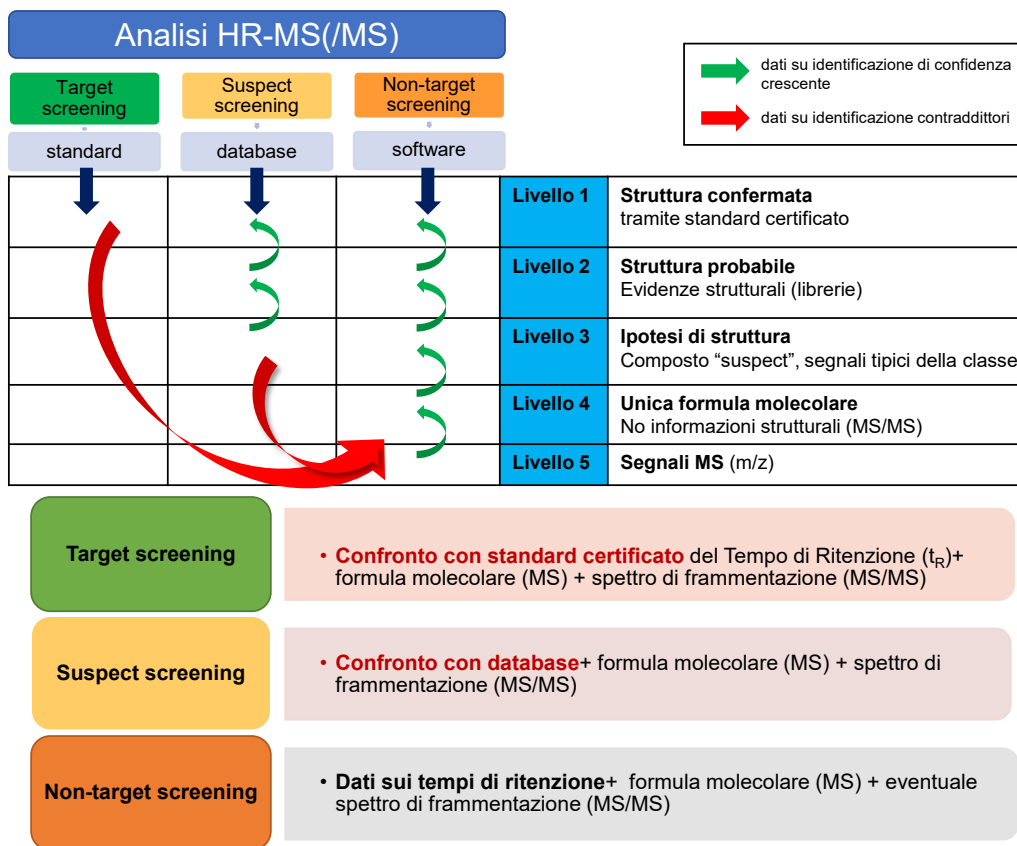 Analisi HR-MS(/MS)
Target
screening
Suspect
screening
Non-target
screening
standard
database
software
dati su identificazione di confidenza
crescente
dati su identificazione contraddittori
Livello 1
Struttura confermata
tramite standard certificato
Livello 2
Struttura probabile
Evidenze strutturali (librerie)
Livello 3
Ipotesi di struttura
Composto “suspect”, segnali tipici della classe
Livello 4
Unica formula molecolare
No informazioni strutturali (MS/MS)
Livello 5
Segnali MS (m/z)
Target screening
• Confronto con standard certificato del Tempo di Ritenzione (tR)+
formula molecolare (MS) + spettro di frammentazione (MS/MS)
Suspect screening
• Confronto con database+ formula molecolare (MS) + spettro di
frammentazione (MS/MS)
Non-target screening
• Dati sui tempi di ritenzione+ formula molecolare (MS) + eventuale
spettro di frammentazione (MS/MS)